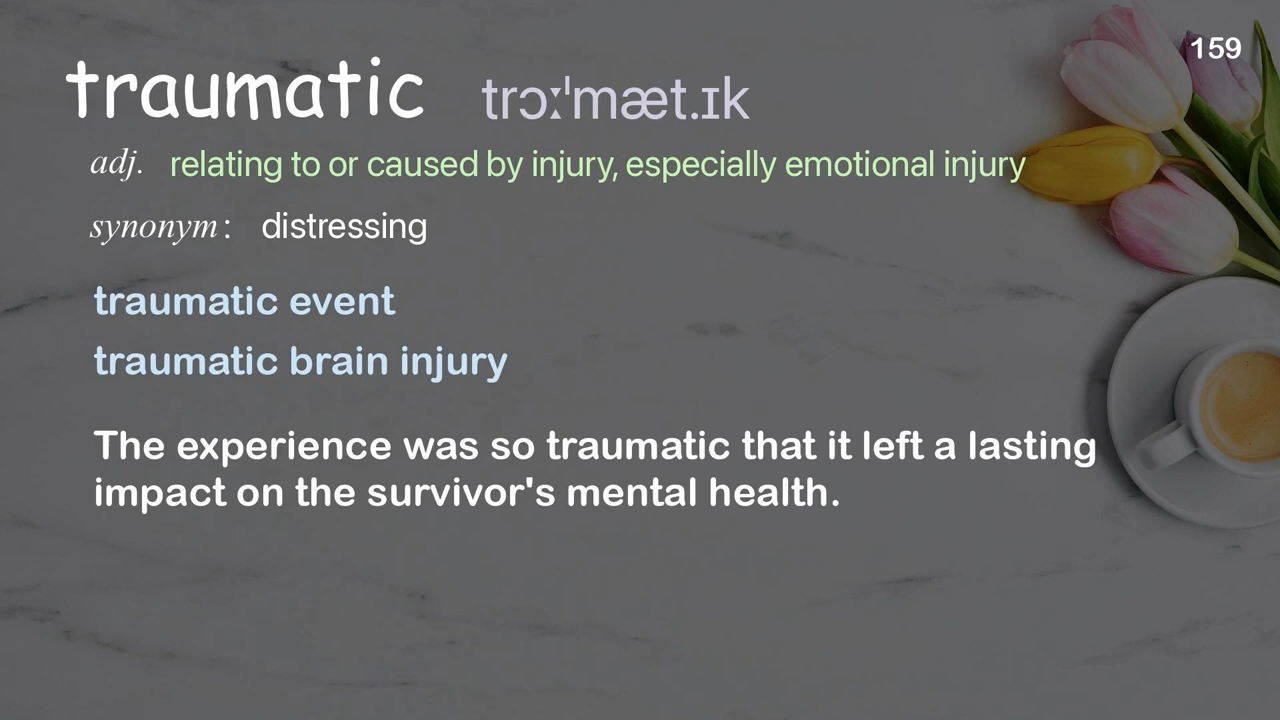 159
traumatic trɔːˈmæt.ɪk
adj. relating to or caused by injury, especially emotional injury
synonym: distressing
traumatic event
traumatic brain injury
The experience was so traumatic that it left a lasting
impact on the survivor's mental health.